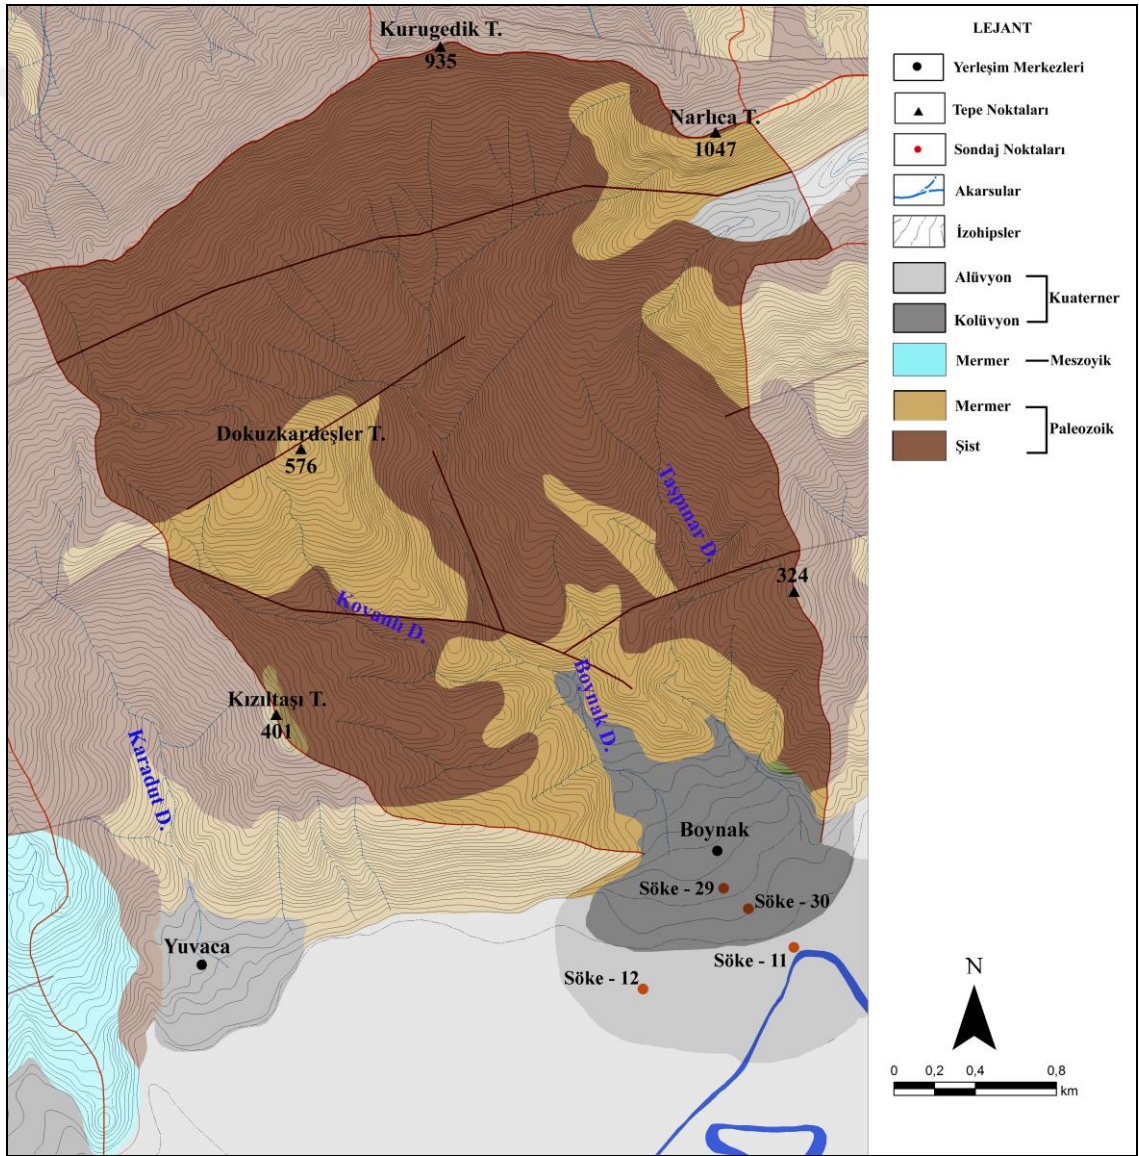 Kurugedik T.
935
Narlıca T.
1047
Dokuzkardeşler T.
576
Taşpınar D.
324
Kovanlı D.
Boynak D.
Kızıltaşı T.
401
Karadut D.
Boynak
Söke - 29
Söke - 30
Yuvaca
Söke - 11
Söke - 12
LEJANT
Yerleşim Merkezleri
Tepe Noktaları
Sondaj Noktaları
Akarsular
İzohipsler
Alüvyon
Kuaterner
Kolüvyon
Mermer
Meszoyik
Mermer
Paleozoik
Şist
N
0 0,2 0,4 0,8
km